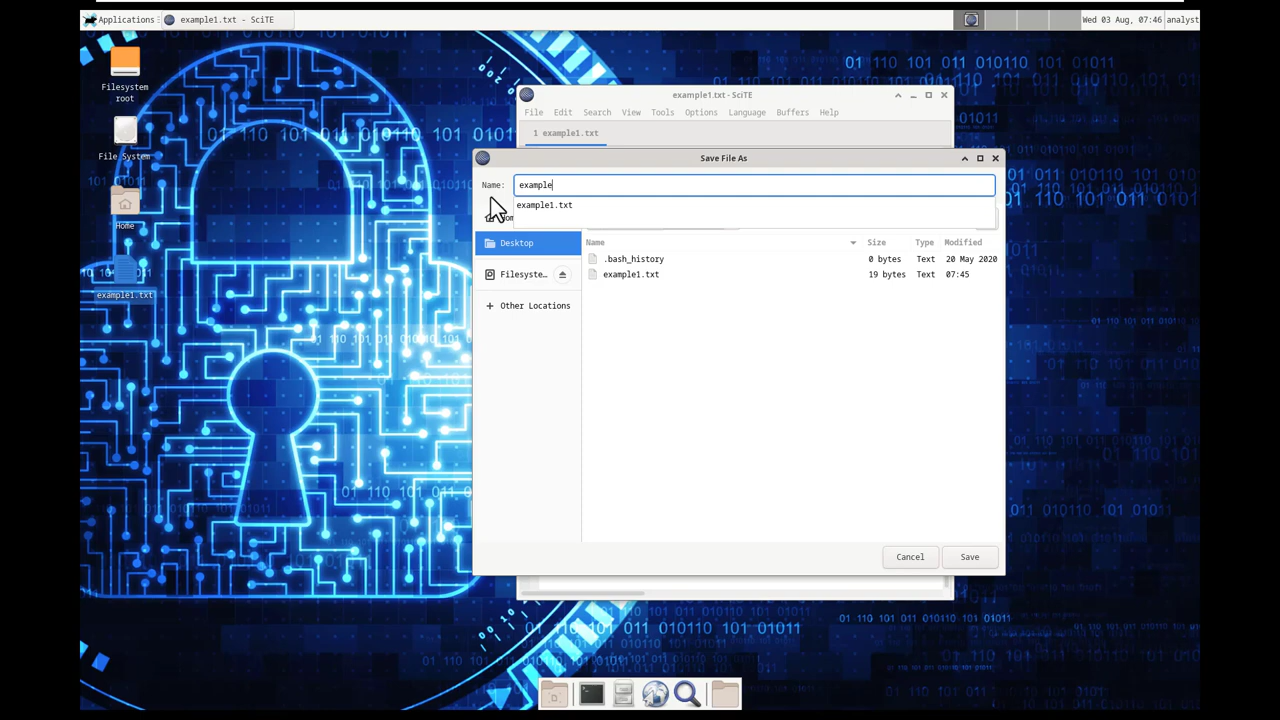 Applications
example1.txt - SciTE
Wed 03 Aug, 07:46
analyst
Filesystem
root
File System
Home
example1.txt
example1.txt - SciTE
File Edit Search View Tools Options Language Buffers Help
1 example1.txt
Save File As
Name: example
example1.txt
Desktop
Filesyste...
Other Locations
Name Size Type Modified
.bash_history 0 bytes Text 20 May 2020
example1.txt 19 bytes Text 07:45
Cancel Save